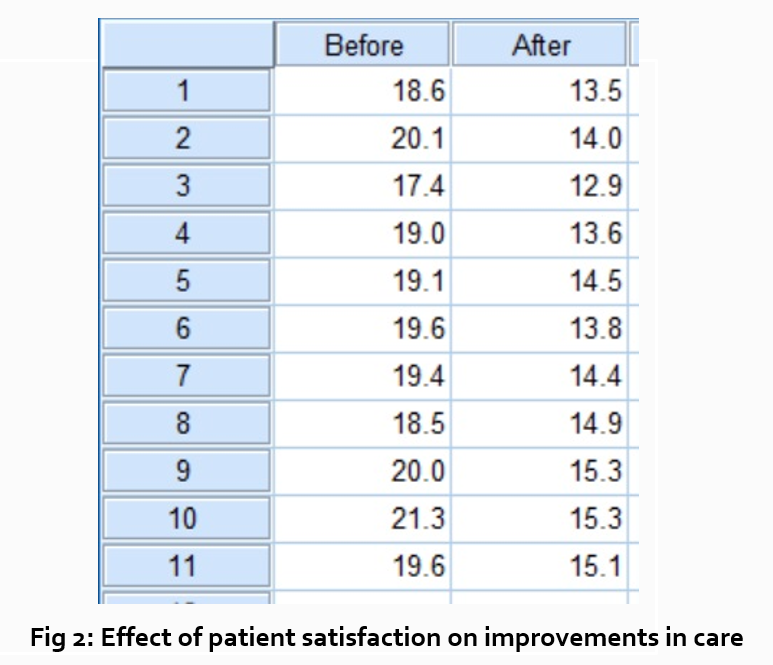 Before After
1 18.6 13.5
2 20.1 14.0
3 17.4 12.9
4 19.0 13.6
5 19.1 14.5
6 19.6 13.8
7 19.4 14.4
8 18.5 14.9
9 20.0 15.3
10 21.3 15.3
11 19.6 15.1
Fig 2: Effect of patient satisfaction on improvements in care